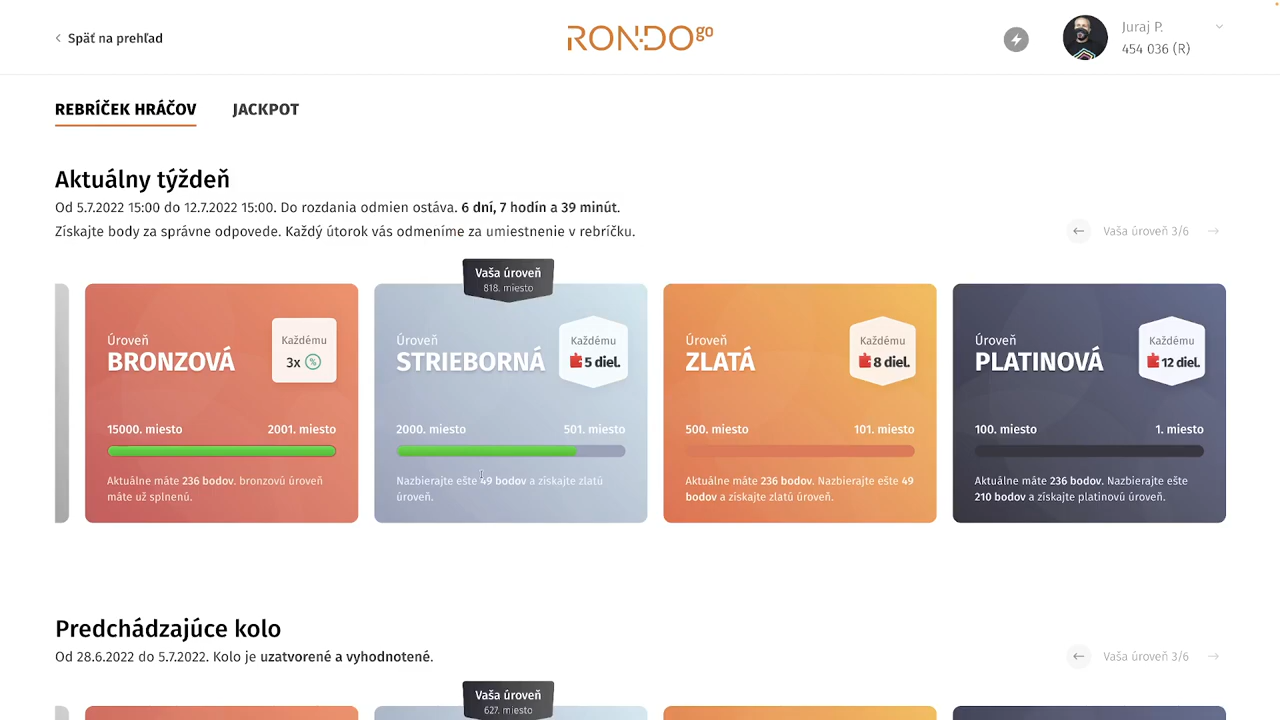 Späť na prehľad
RONDO go
Juraj P.
454 036 (R)
REBRÍČEK HRÁČOV
JACKPOT
Aktuálny týždeň
Od 5.7.2022 15:00 do 12.7.2022 15:00. Do rozdania odmien ostáva. 6 dní, 7 hodín a 39 minút.
Získajte body za správne odpovede. Každý útorok vás odmeníme za umiestnenie v rebríčku.
Vaša úroveň 3/6
Vaša úroveň
818. miesto
Úroveň
BRONZOVÁ
Každému
3x %
15000. miesto
2001. miesto
Aktuálne máte 236 bodov. bronzovú úroveň
máte už splnenú.
Úroveň
STRIEBORNÁ
Každému
5 diel.
2000. miesto
501. miesto
Nazbierajte ešte 49 bodov a získajte zlatú
úroveň.
Úroveň
ZLATÁ
Každému
8 diel.
500. miesto
101. miesto
Aktuálne máte 236 bodov. Nazbierajte ešte 49
bodov a získajte zlatú úroveň.
Úroveň
PLATINOVÁ
Každému
12 diel.
100. miesto
1. miesto
Aktuálne máte 236 bodov. Nazbierajte ešte
210 bodov a získajte platinovú úroveň.
Predchádzajúce kolo
Od 28.6.2022 do 5.7.2022. Kolo je uzatvorené a vyhodnotené.
Vaša úroveň 3/6
Vaša úroveň
627. miesto